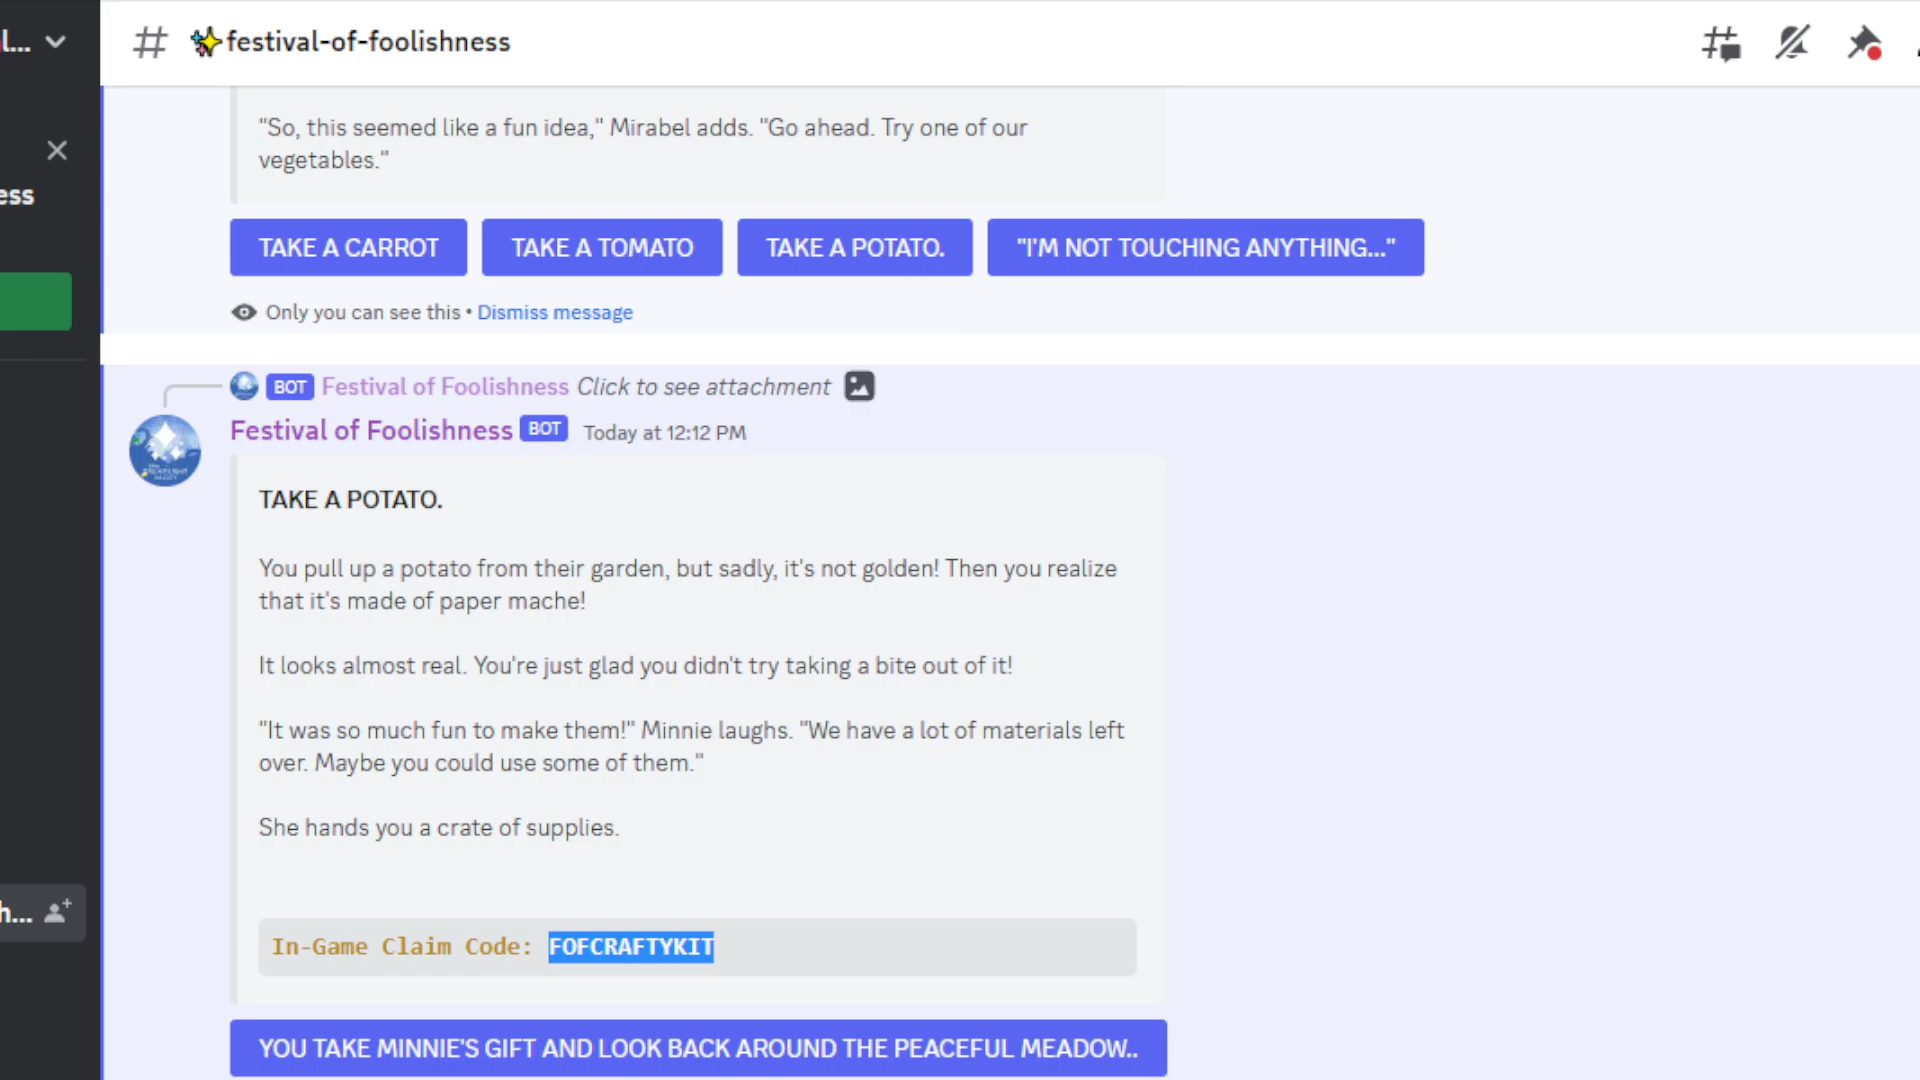 l...
festival-of-foolishness
ess
"So, this seemed like a fun idea," Mirabel adds. "Go ahead. Try one of our
vegetables."
TAKE A CARROT
TAKE A TOMATO
TAKE A POTATO.
"I'M NOT TOUCHING ANYTHING..."
Only you can see this • Dismiss message
BOT Festival of Foolishness Click to see attachment
Festival of Foolishness BOT Today at 12:12 PM
TAKE A POTATO.
You pull up a potato from their garden, but sadly, it's not golden! Then you realize
that it's made of paper mache!
It looks almost real. You're just glad you didn't try taking a bite out of it!
"It was so much fun to make them!" Minnie laughs. "We have a lot of materials left
over. Maybe you could use some of them."
She hands you a crate of supplies.
h...
In-Game Claim Code: FOFCRAFTYKIT
YOU TAKE MINNIE'S GIFT AND LOOK BACK AROUND THE PEACEFUL MEADOW..